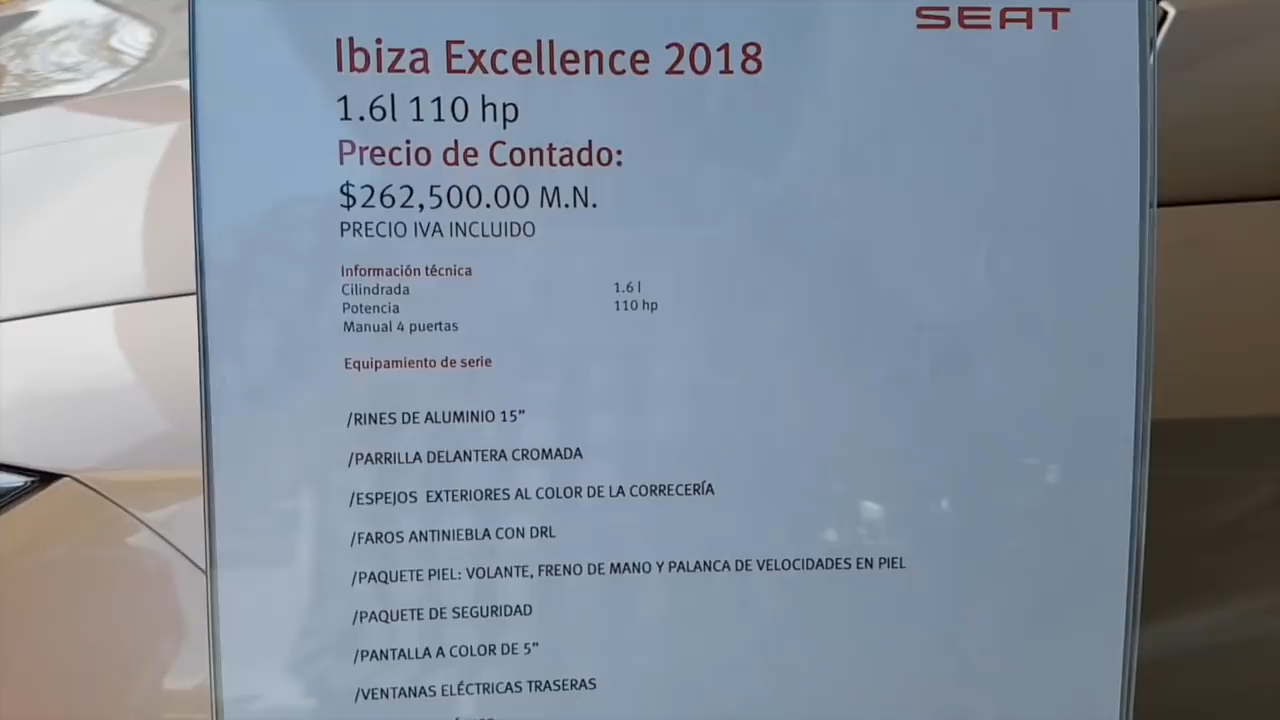 SEAT
Ibiza Excellence 2018
1.6l 110 hp
Precio de Contado:
$262,500.00 M.N.
PRECIO IVA INCLUIDO
Información técnica
Cilindrada 1.6 l
Potencia 110 hp
Manual 4 puertas
Equipamiento de serie
/RINES DE ALUMINIO 15”
/PARRILLA DELANTERA CROMADA
/ESPEJOS EXTERIORES AL COLOR DE LA CORRECERÍA
/FAROS ANTINIEBLA CON DRL
/PAQUETE PIEL: VOLANTE, FRENO DE MANO Y PALANCA DE VELOCIDADES EN PIEL
/PAQUETE DE SEGURIDAD
/PANTALLA A COLOR DE 5”
/VENTANAS ELÉCTRICAS TRASERAS